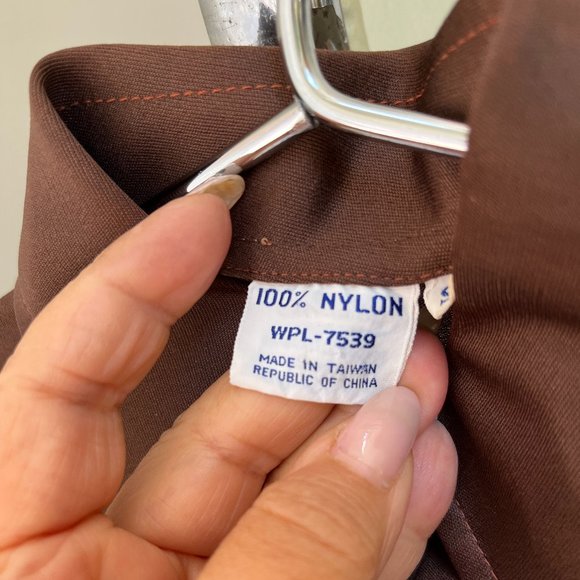 100% NYLON
WPL-7539
MADE IN TAIWAN
REPUBLIC OF CHINA